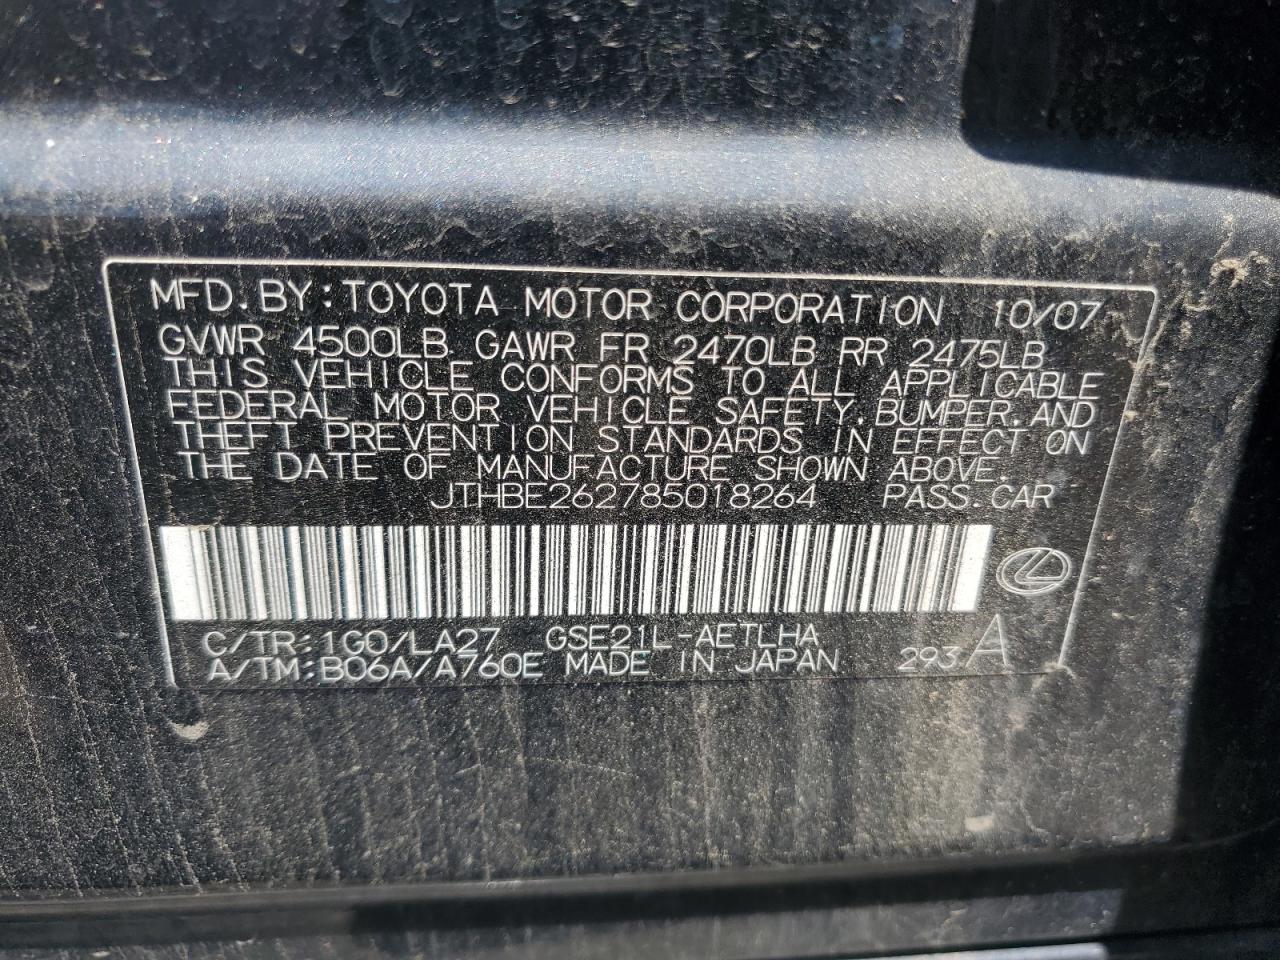 MFD.BY:TOYOTA MOTOR CORPORATION 10/07
GVWR 4500LB GAWR FR 2470LB RR 2475LB
THIS VEHICLE CONFORMS TO ALL APPLICABLE
FEDERAL MOTOR VEHICLE SAFETY,BUMPER,AND
THEFT PREVENTION STANDARDS IN EFFECT ON
THE DATE OF MANUFACTURE SHOWN ABOVE.
JTHBE262785018264 PASS.CAR
C/TR:1G0/LA27 GSE21L-AETLHA
A/TM:B06A/A760E MADE IN JAPAN 293 A